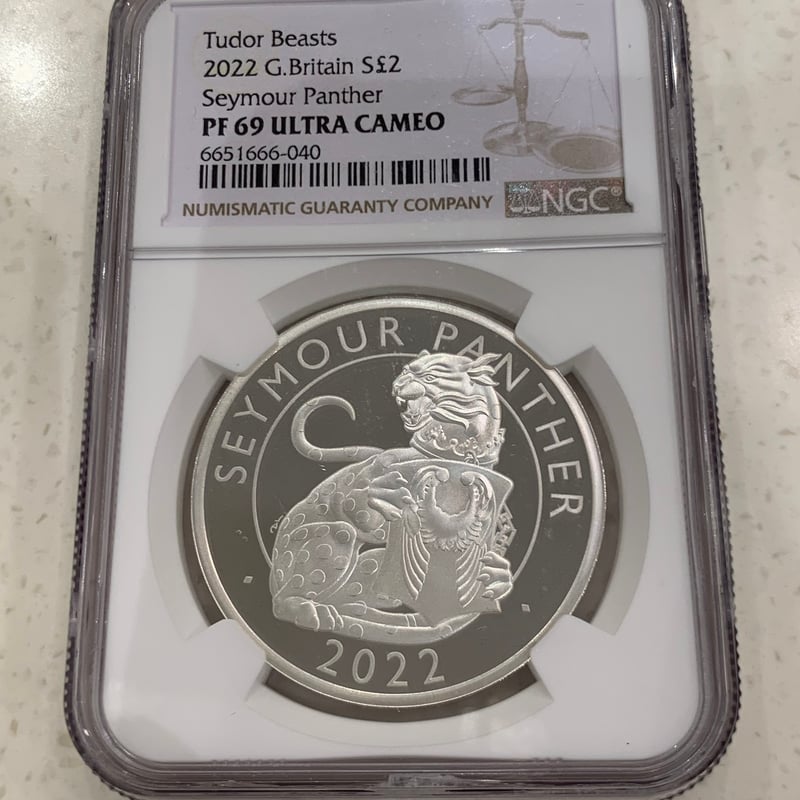 Tudor Beasts
2022 G.Britain S£2
Seymour Panther
PF 69 ULTRA CAMEO
6651666-040
NUMISMATIC GUARANTY COMPANY
NGC®
SEYMOUR PANTHER
2022